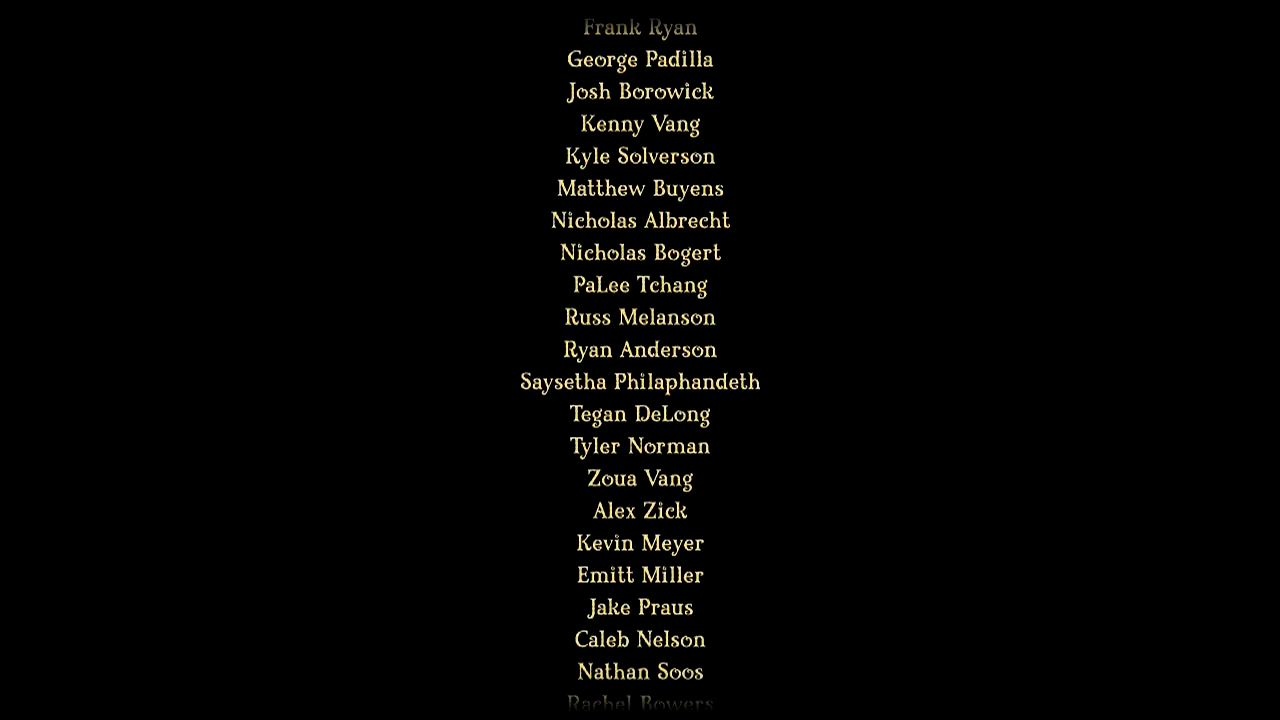 Frank Ryan
George Padilla
Josh Borowick
Kenny Vang
Kyle Solverson
Matthew Buyens
Nicholas Albrecht
Nicholas Bogert
PaLee Tchang
Russ Melanson
Ryan Anderson
Saysetha Philaphandeth
Tegan DeLong
Tyler Norman
Zoua Vang
Alex Zick
Kevin Meyer
Emitt Miller
Jake Praus
Caleb Nelson
Nathan Soos
Rachel Bowers